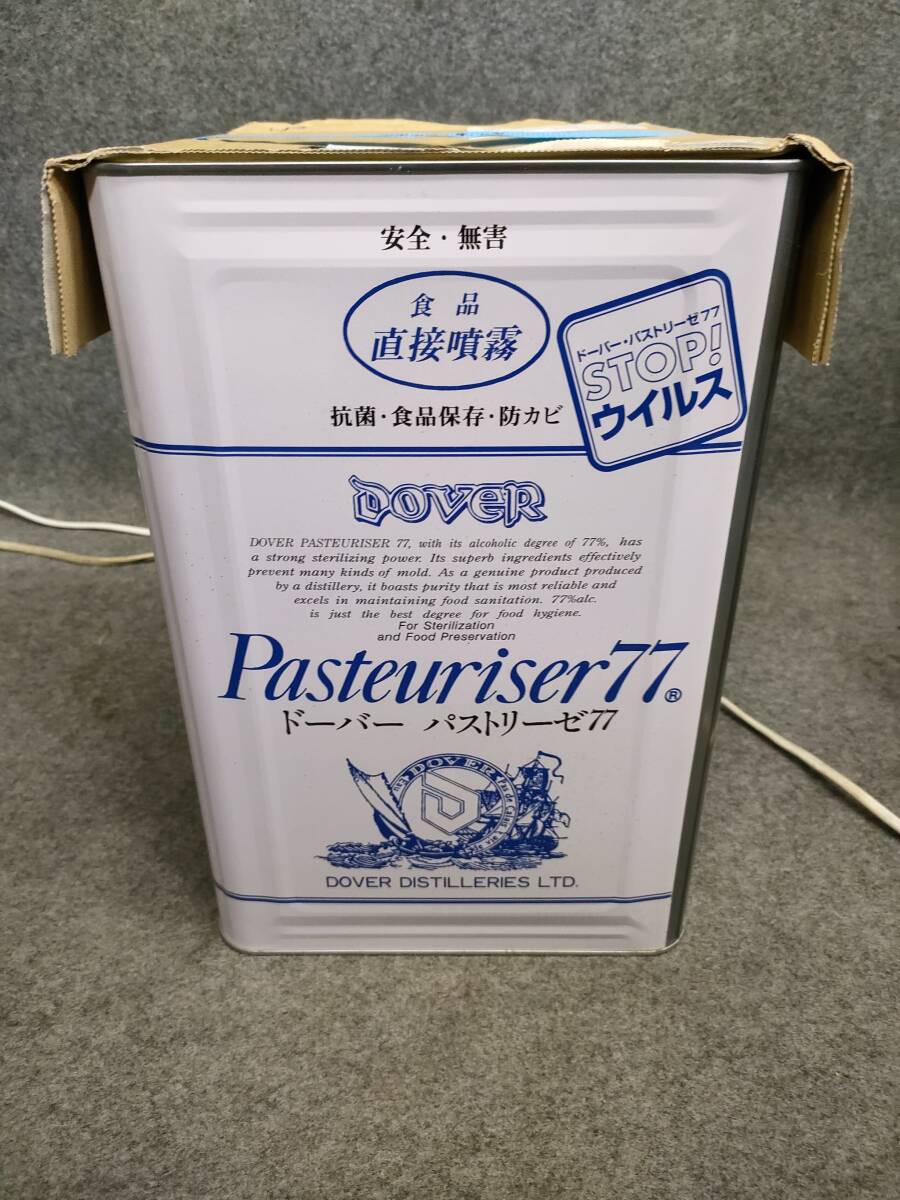 安全・無害
食品
直接噴霧
ドーバー・パストリーゼ77
STOP!
ウイルス
抗菌・食品保存・防カビ
DOVER
DOVER PASTEURISER 77, with its alcoholic degree of 77%, has
a strong sterilizing power. Its superb ingredients effectively
prevent many kinds of mold. As a genuine product produced
by a distillery, it boasts purity that is most reliable and
excels in maintaining food sanitation. 77%alc.
is just the best degree for food hygiene.
For Sterilization
and Food Preservation
Pasteuriser77®
ドーバー パストリーゼ77
DOVER
DOVER DISTILLERIES LTD.